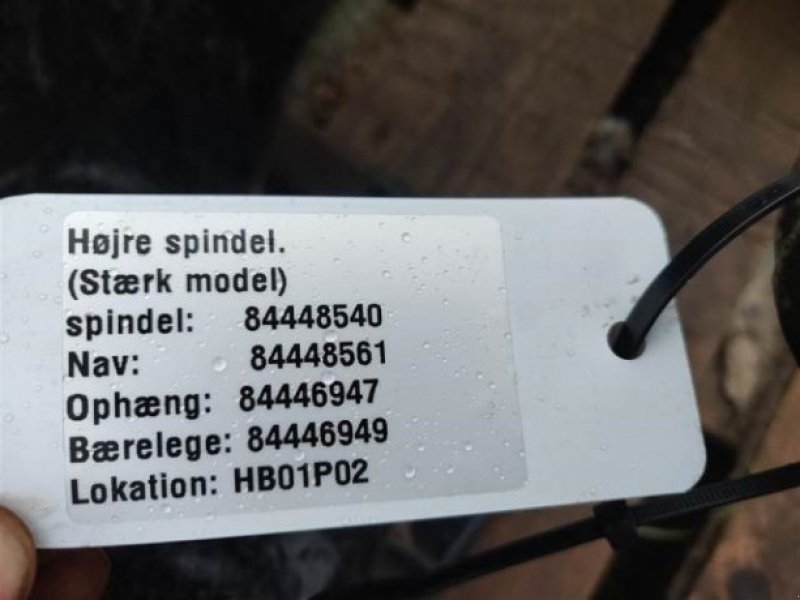 Højre spindel.
(Stærk model)
spindel: 84448540
Nav: 84448561
Ophæng: 84446947
Bærelege: 84446949
Lokation: HB01P02